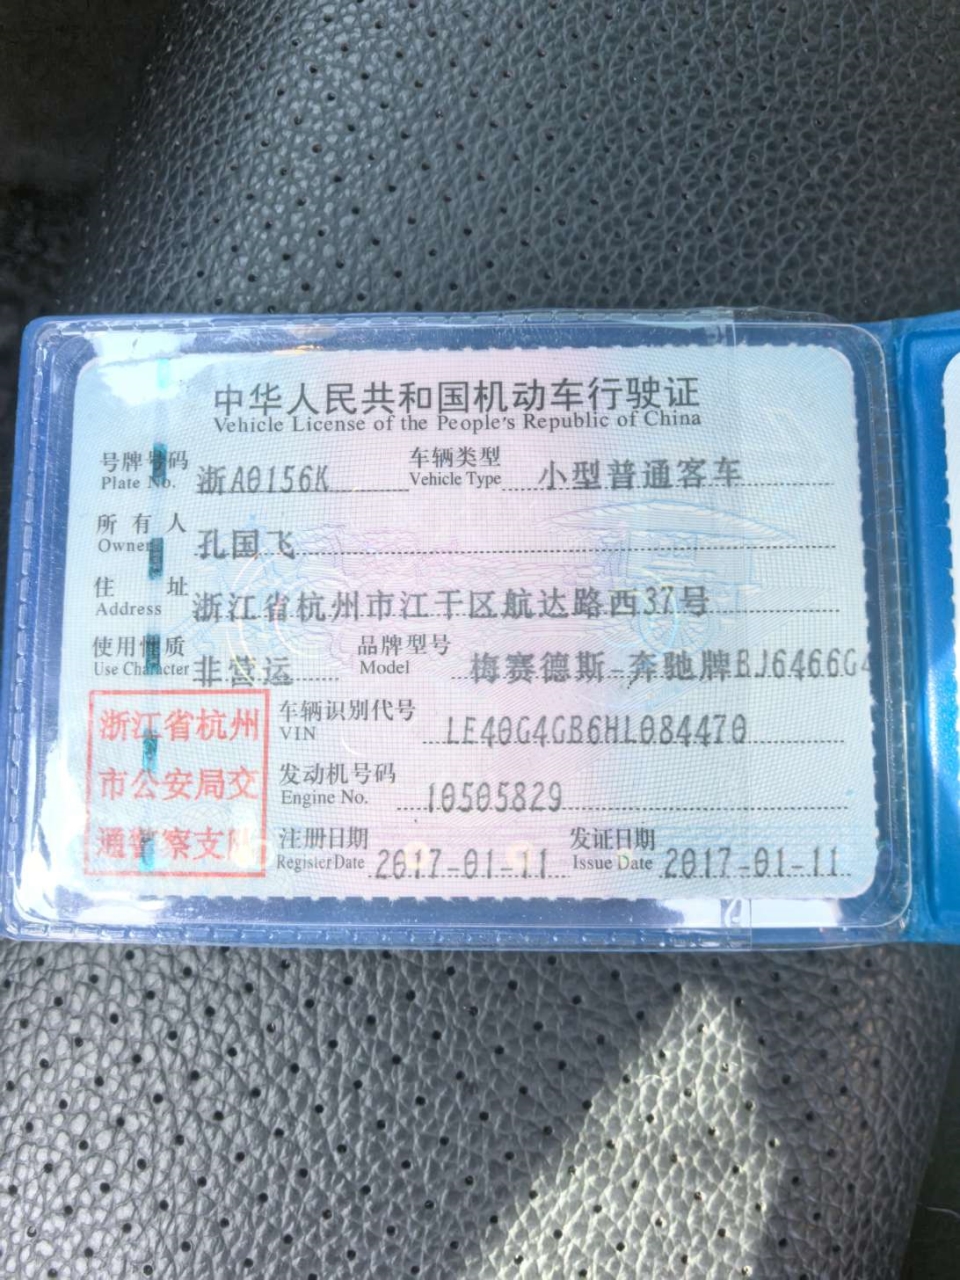 中华人民共和国机动车行驶证
Vehicle License of the People's Republic of China
号牌号码 浙A0156K 车辆类型 小型普通客车
Plate No. Vehicle Type
所有人 孔国飞
Owner
住址 浙江省杭州市江干区航达路西37号
Address
使用性质 非营运 品牌型号 梅赛德斯-奔驰牌BJ6466G4
Use Character Model
浙江省杭州
市公安局交
通警察支队
车辆识别代号 LE40G4GB6HL084470
VIN
发动机号码 10505829
Engine No.
注册日期 2017-01-11 发证日期 2017-01-11
Register Date Issue Date